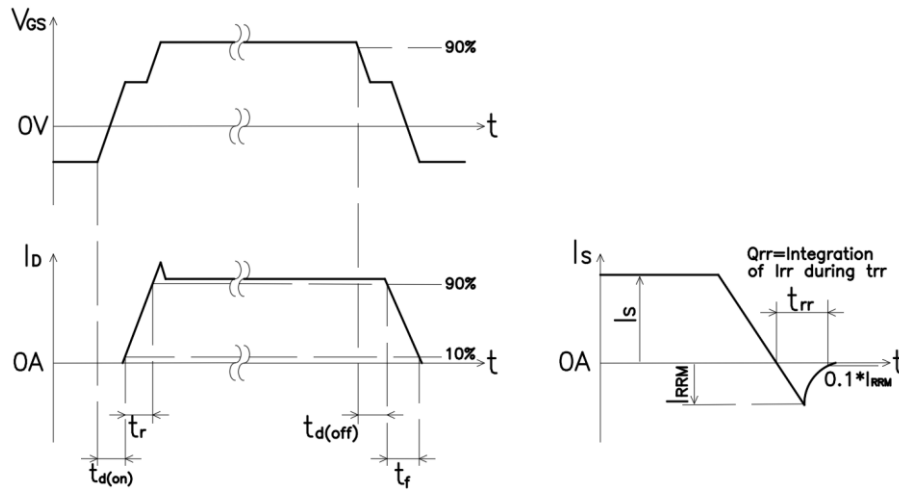 VGS
90%
0V
t
ID
90%
10%
0A
t
tr
td(off)
td(on)
tf
IS
Qrr=Integration
of Irr during trr
trr
IS
0A
t
IRRM
0.1*IRRM